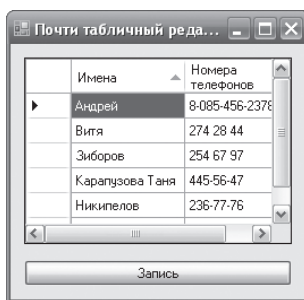 Почти табличный реда...
Имена Номера телефонов
Андрей 8-085-456-2378
Витя 274 28 44
Зиборов 254 67 97
Карапузова Таня 445-56-47
Никипелов 236-77-76
Запись